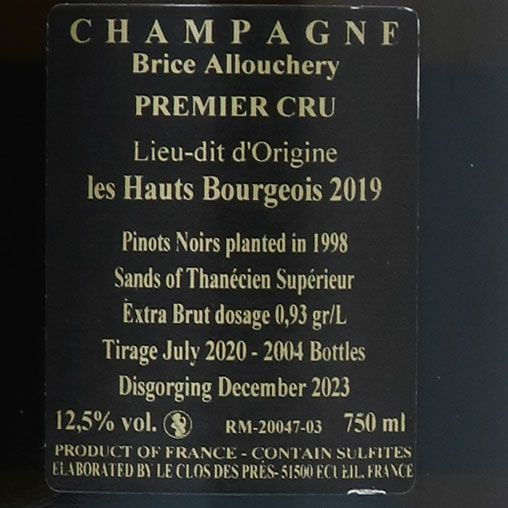 CHAMPAGNE
Brice Allouchery
PREMIER CRU
Lieu-dit d'Origine
les Hauts Bourgeois 2019
Pinots Noirs planted in 1998
Sands of Thanécien Supérieur
Extra Brut dosage 0,93 gr/L
Tirage July 2020 - 2004 Bottles
Disgorging December 2023
12,5% vol. RM-20047-03 750 ml
PRODUCT OF FRANCE - CONTAIN SULFITES
ELABORATED BY LE CLOS DES PRÈS- 51500 ECUEIL. FRANCE